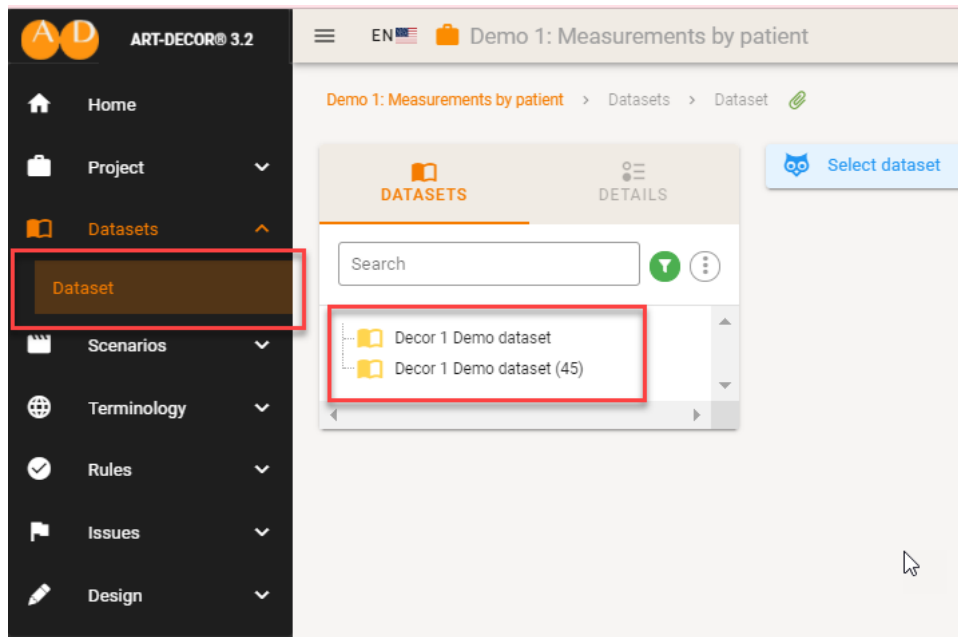 AD ART-DECOR® 3.2
EN Demo 1: Measurements by patient
Home
Project
Datasets
Dataset
Scenarios
Terminology
Rules
Issues
Design
Demo 1: Measurements by patient > Datasets > Dataset
DATASETS
DETAILS
Select dataset
Search
Decor 1 Demo dataset
Decor 1 Demo dataset (45)